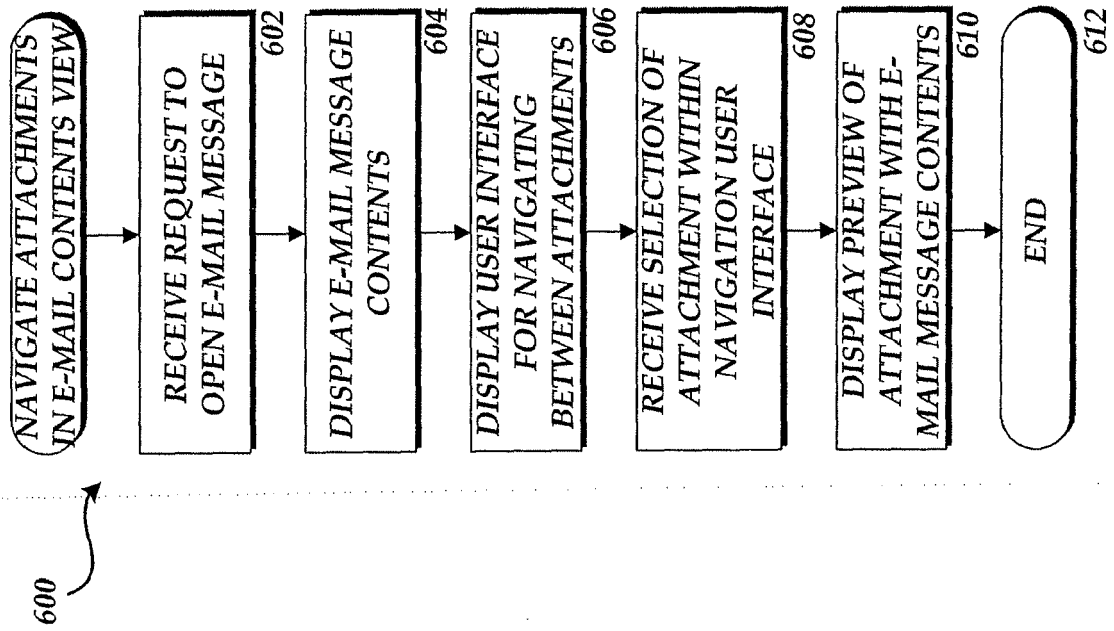 600
NAVIGATE ATTACHMENTS
IN E-MAIL CONTENTS VIEW
RECEIVE REQUEST TO
OPEN E-MAIL MESSAGE
602
DISPLAY E-MAIL MESSAGE
CONTENTS
604
DISPLAY USER INTERFACE
FOR NAVIGATING
BETWEEN ATTACHMENTS
606
RECEIVE SELECTION OF
ATTACHMENT WITHIN
NAVIGATION USER
INTERFACE
608
DISPLAY PREVIEW OF
ATTACHMENT WITH E-
MAIL MESSAGE CONTENTS
610
END
612